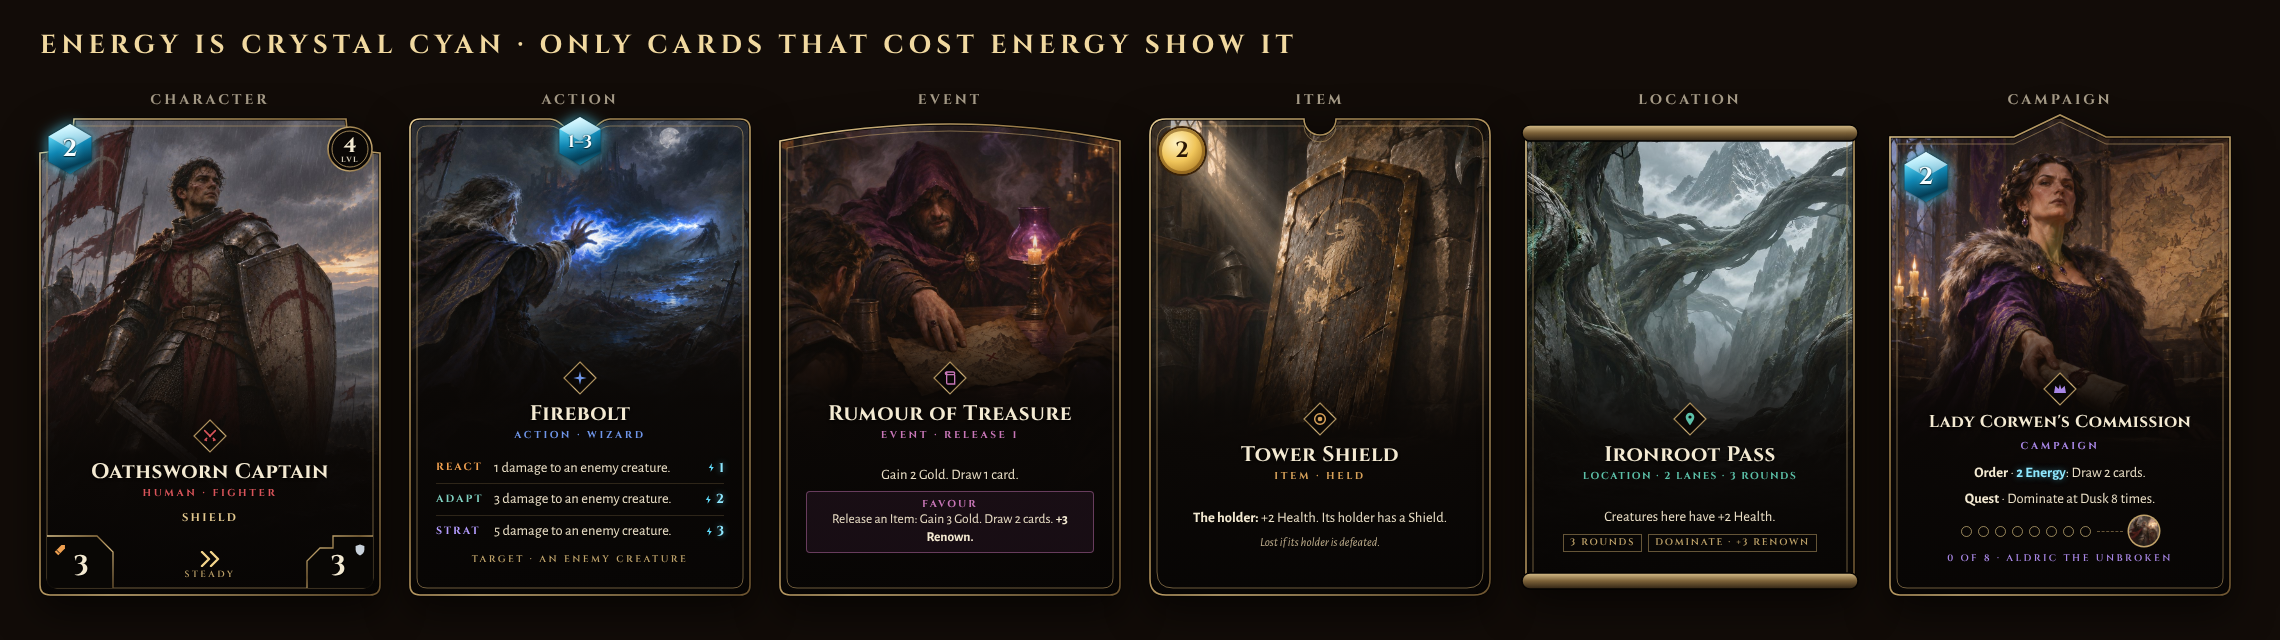 ENERGY IS CRYSTAL CYAN · ONLY CARDS THAT COST ENERGY SHOW IT
CHARACTER
2
4
LVL
OATHSWORN CAPTAIN
HUMAN · FIGHTER
SHIELD
3
STEADY
3
ACTION
1–3
FIREBOLT
ACTION · WIZARD
REACT 1 damage to an enemy creature. 1
ADAPT 3 damage to an enemy creature. 2
STRAT 5 damage to an enemy creature. 3
TARGET · AN ENEMY CREATURE
EVENT
RUMOUR OF TREASURE
EVENT · RELEASE 1
Gain 2 Gold. Draw 1 card.
FAVOUR
Release an Item: Gain 3 Gold. Draw 2 cards. +3
Renown.
ITEM
2
TOWER SHIELD
ITEM · HELD
The holder: +2 Health. Its holder has a Shield.
Lost if its holder is defeated.
LOCATION
IRONROOT PASS
LOCATION · 2 LANES · 3 ROUNDS
Creatures here have +2 Health.
3 ROUNDS DOMINATE · +3 RENOWN
CAMPAIGN
2
LADY CORWEN'S COMMISSION
CAMPAIGN
Order · 2 Energy: Draw 2 cards.
Quest · Dominate at Dusk 8 times.
0 OF 8 · ALDRIC THE UNBROKEN